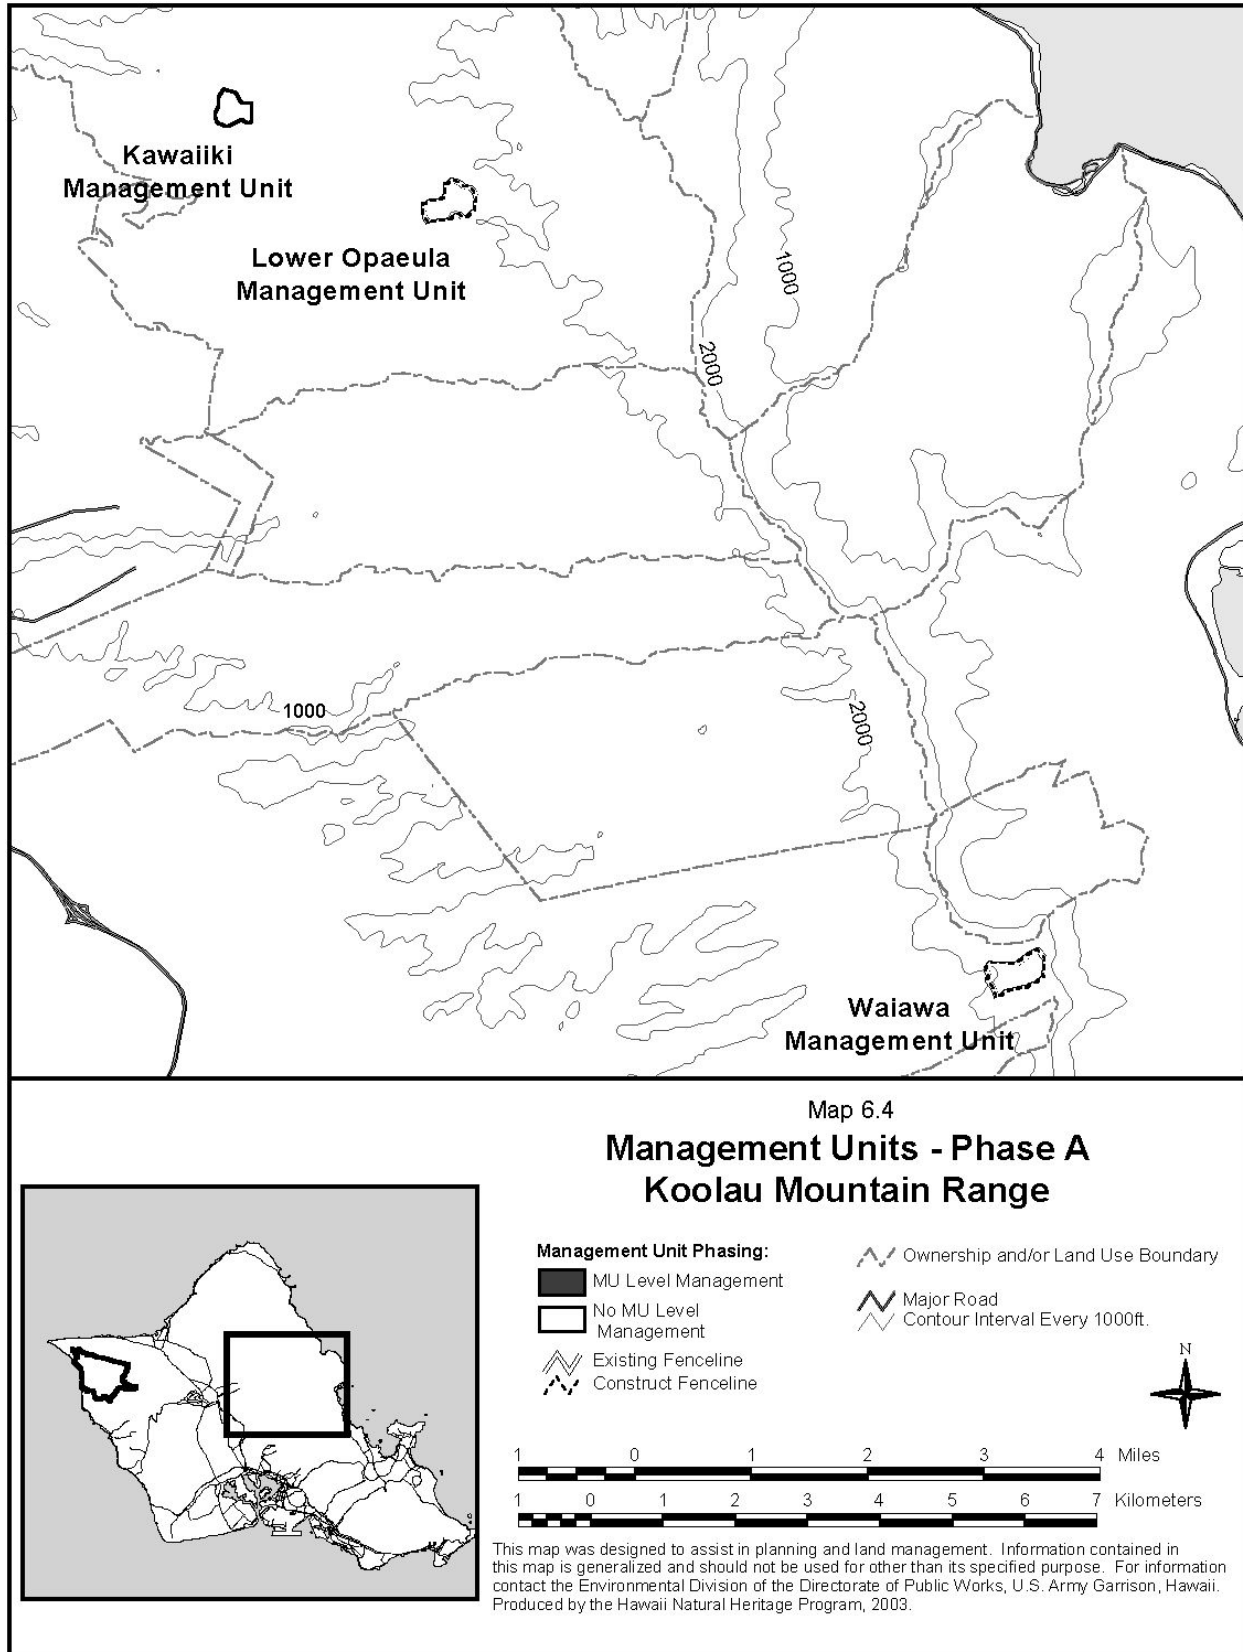 Kawaiiki
Management Unit
Lower Opaeula
Management Unit
1000
2000
1000
2000
Waiawa
Management Unit
Map 6.4
Management Units - Phase A
Koolau Mountain Range
Management Unit Phasing:
MU Level Management
No MU Level
Management
Existing Fenceline
Construct Fenceline
Ownership and/or Land Use Boundary
Major Road
Contour Interval Every 1000ft.
N
1 0 1 2 3 4 Miles
1 0 1 2 3 4 5 6 7 Kilometers
This map was designed to assist in planning and land management. Information contained in
this map is generalized and should not be used for other than its specified purpose. For information
contact the Environmental Division of the Directorate of Public Works, U.S. Army Garrison, Hawaii.
Produced by the Hawaii Natural Heritage Program, 2003.